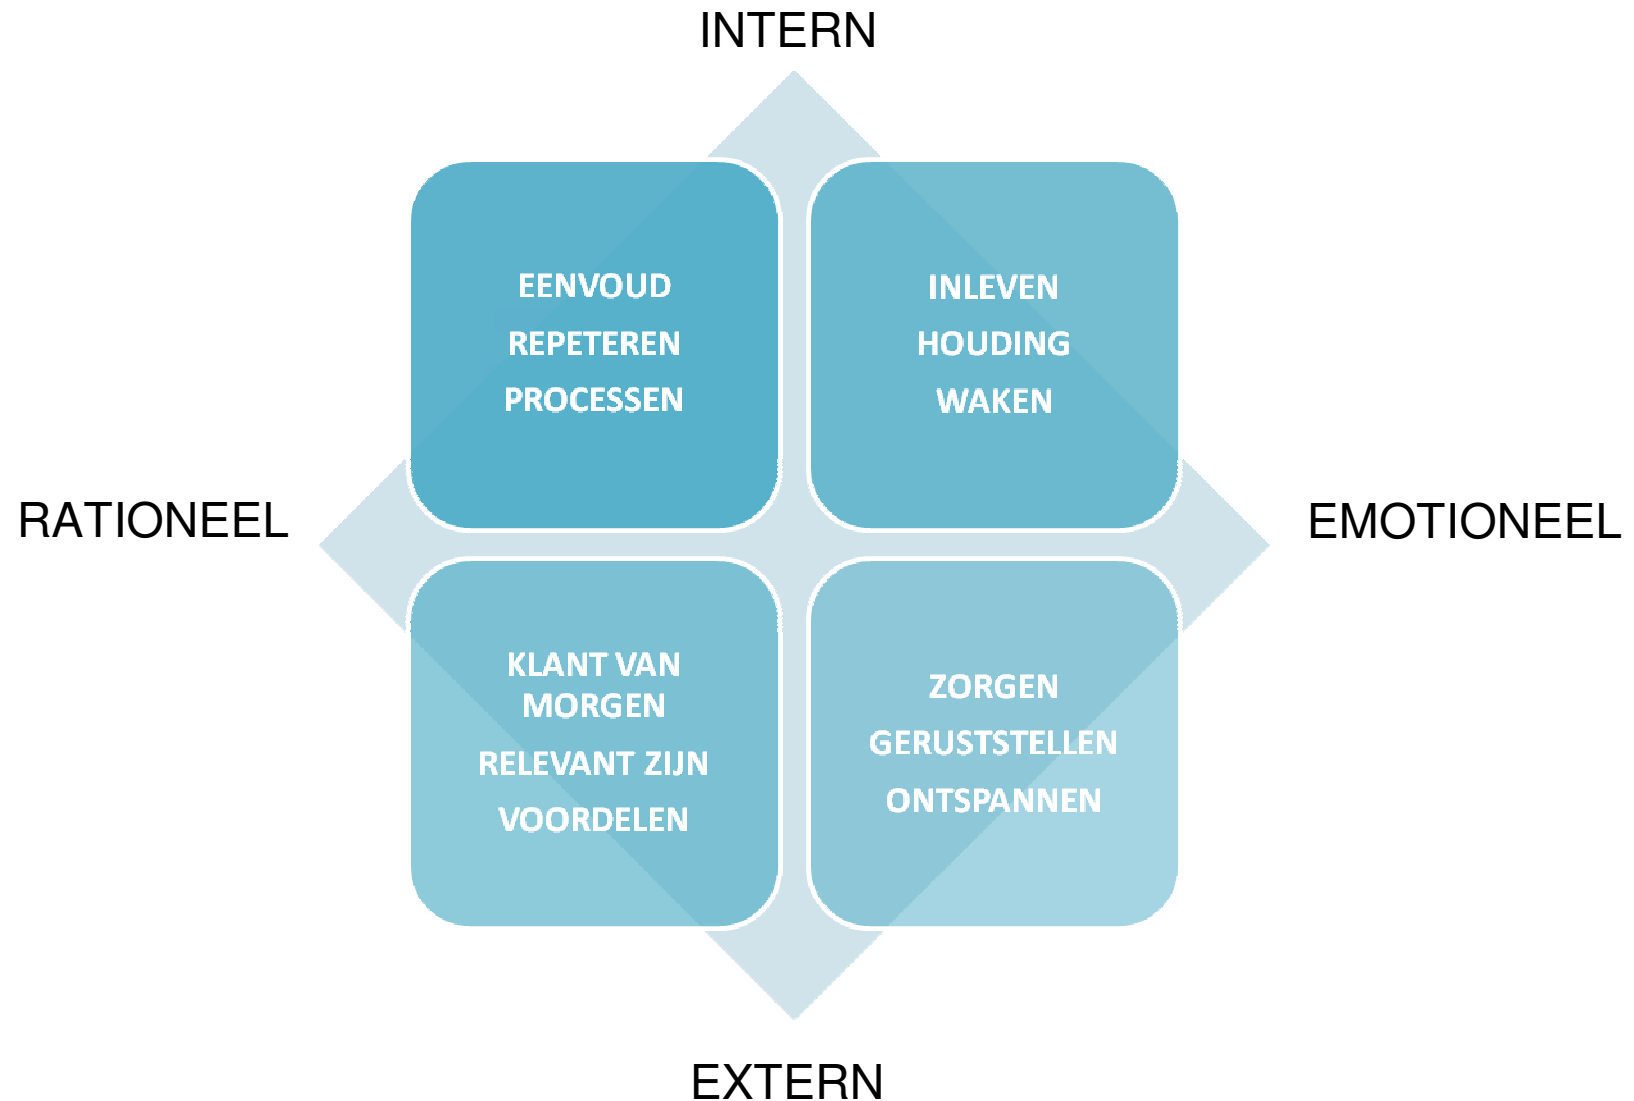 INTERN
EENVOUD
REPETEREN
PROCESSEN
INLEVEN
HOUDING
WAKEN
RATIONEEL
EMOTIONEEL
KLANT VAN
MORGEN
RELEVANT ZIJN
VOORDELEN
ZORGEN
GERUSTSTELLEN
ONTSPANNEN
EXTERN